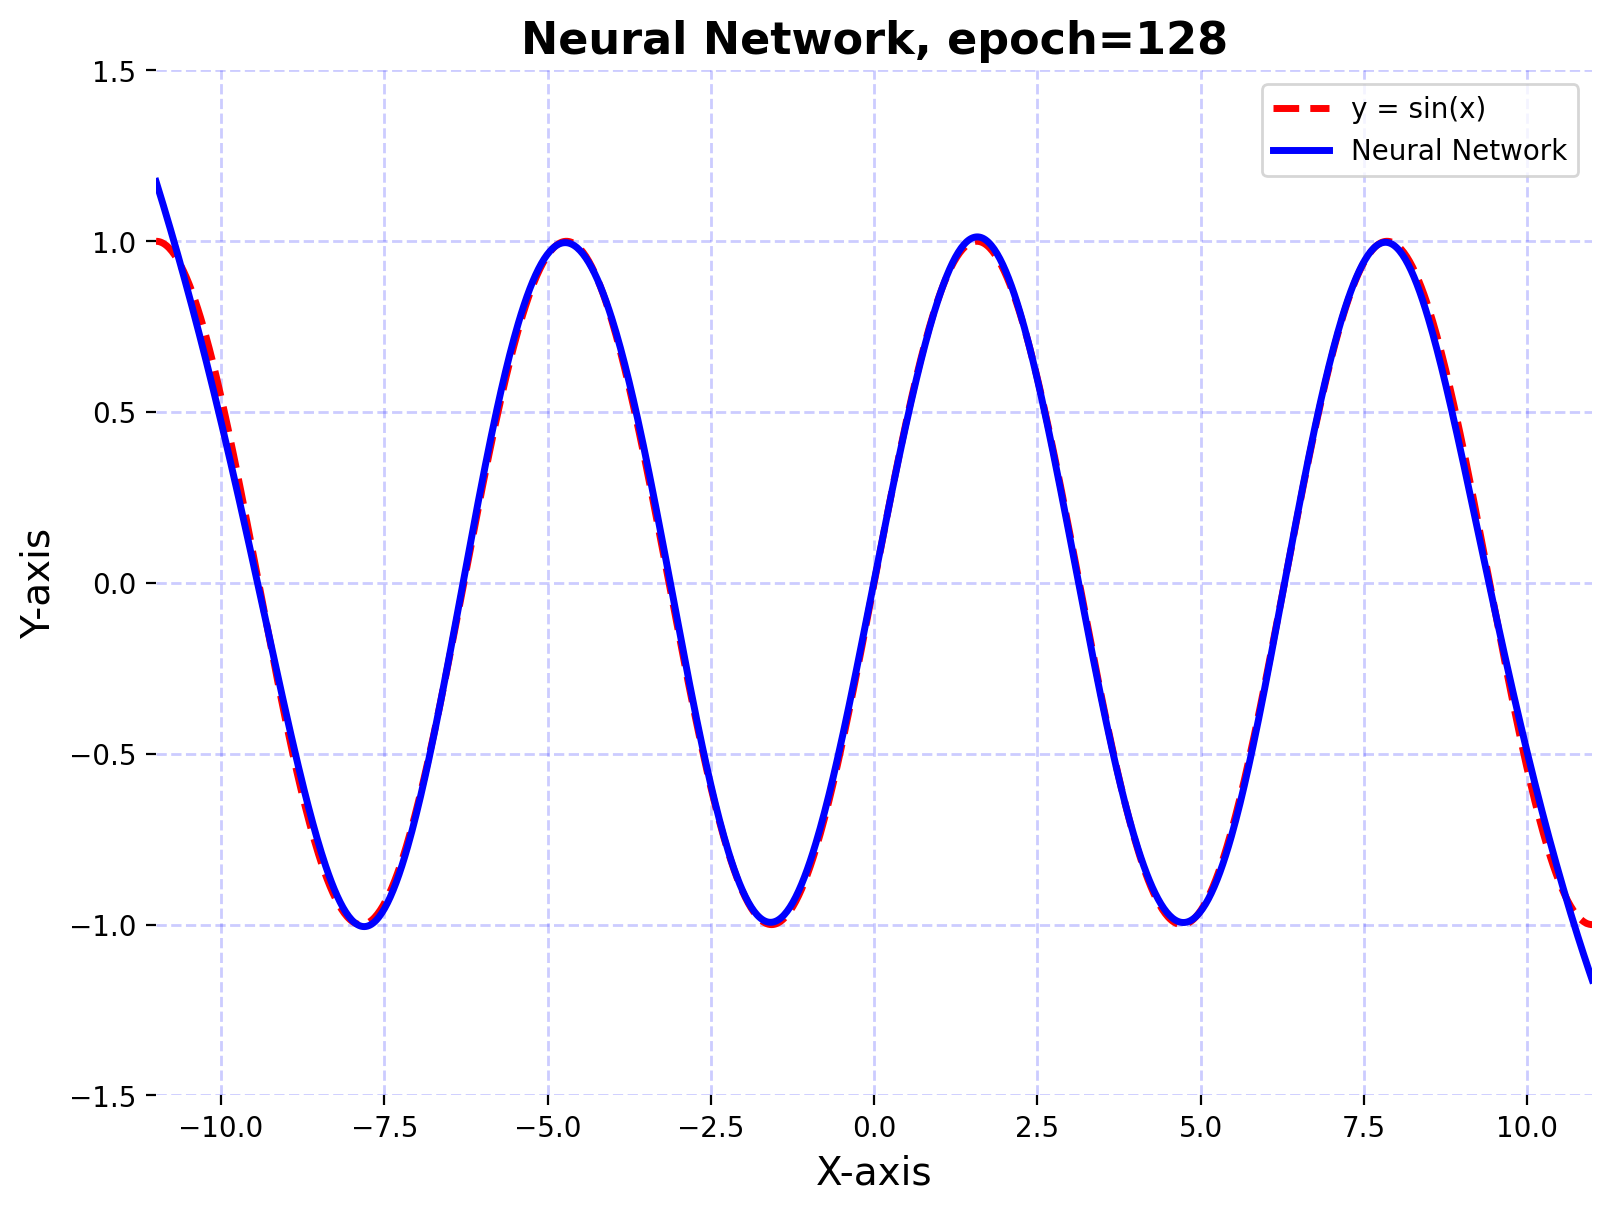 Neural Network, epoch=128
y = sin(x)
Neural Network
1.5
1.0
0.5
0.0
−0.5
−1.0
−1.5
Y-axis
−10.0 −7.5 −5.0 −2.5 0.0 2.5 5.0 7.5 10.0
X-axis